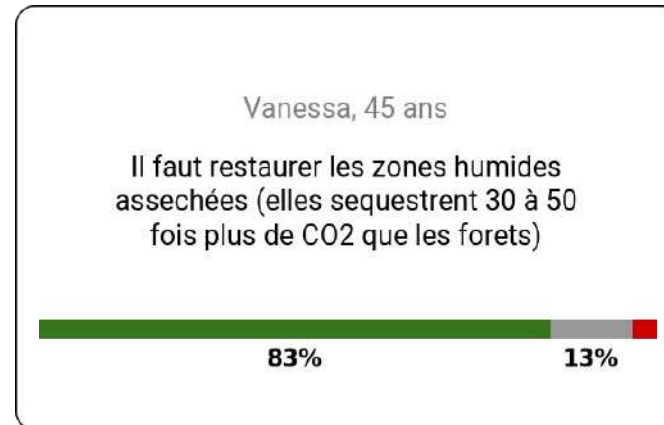 Vanessa, 45 ans
Il faut restaurer les zones humides
assechées (elles sequestrent 30 à 50
fois plus de CO2 que les forets)
83% 13%